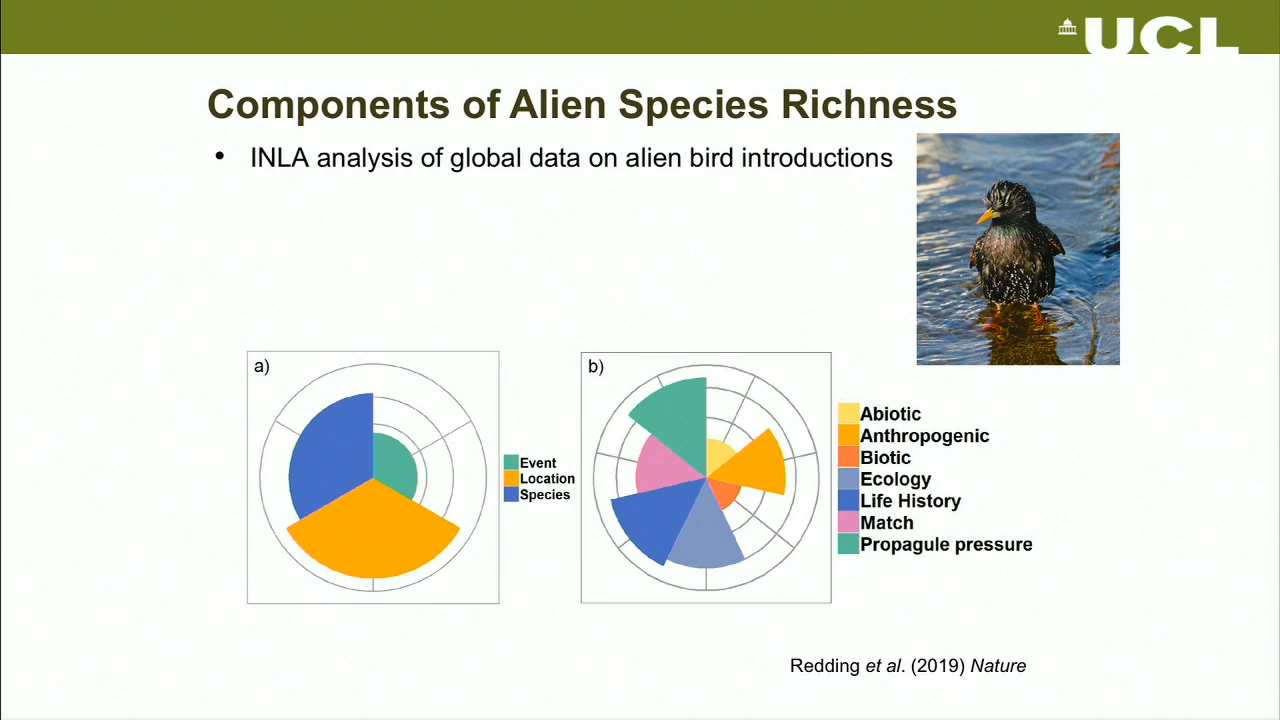 UCL
Components of Alien Species Richness
• INLA analysis of global data on alien bird introductions
a)
Event
Location
Species
b)
Abiotic
Anthropogenic
Biotic
Ecology
Life History
Match
Propagule pressure
Redding et al. (2019) Nature